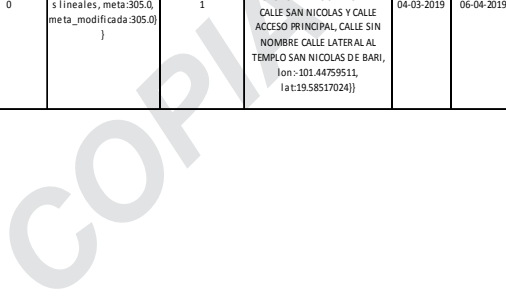 0
s lineales, meta:305.0,
meta_modificada:305.0}
}
1
CALLE SAN NICOLAS Y CALLE
ACCESO PRINCIPAL, CALLE SIN
NOMBRE CALLE LATERAL AL
TEMPLO SAN NICOLAS DE BARI,
lon:-101.44759511,
lat:19.58517024}}
04-03-2019
06-04-2019
COPIA